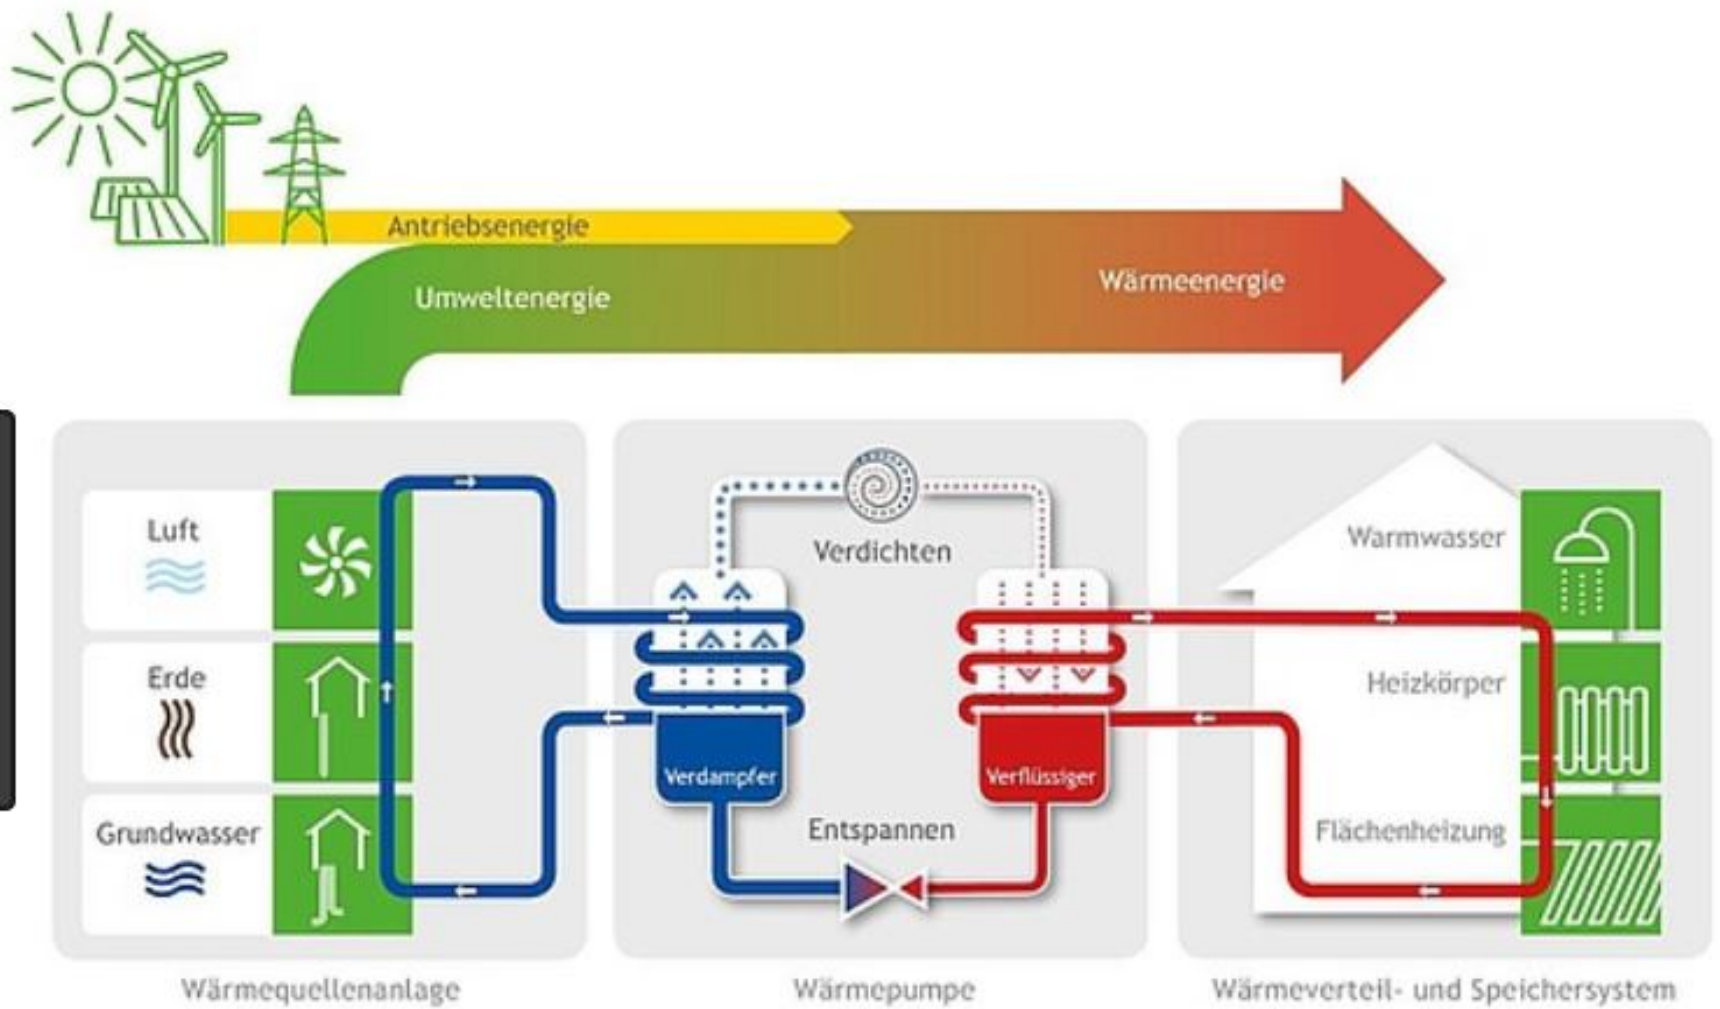 Antriebsenergie
Umweltenergie
Wärmeenergie
Luft
Erde
Grundwasser
Wärmequellenanlage
Verdichten
Verdampfer
Verflüssiger
Entspannen
Wärmepumpe
Warmwasser
Heizkörper
Flächenheizung
Wärmeverteil- und Speichersystem